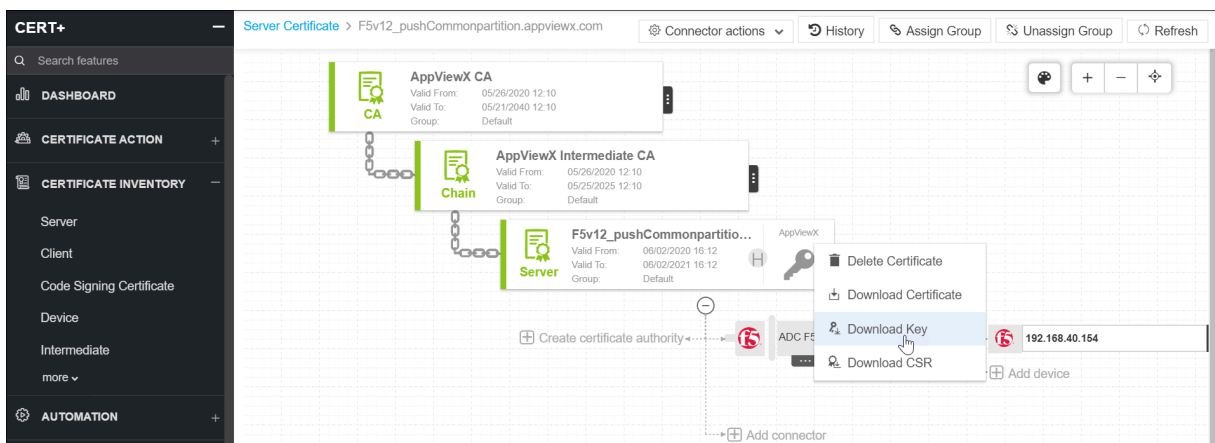 CERT+
Server Certificate > F5v12_pushCommonpartition.appviewx.com
Connector actions
History
Assign Group
Unassign Group
Refresh
Search features
DASHBOARD
CERTIFICATE ACTION
CERTIFICATE INVENTORY
Server
Client
Code Signing Certificate
Device
Intermediate
more
AUTOMATION
AppViewX CA
Valid From: 05/26/2020 12:10
Valid To: 05/21/2040 12:10
Group: Default
CA
AppViewX Intermediate CA
Valid From: 05/26/2020 12:10
Valid To: 05/25/2025 12:10
Group: Default
Chain
F5v12_pushCommonpartitio...
Valid From: 06/02/2020 16:12
Valid To: 06/02/2021 16:12
Group: Default
Server
H
AppViewX
Delete Certificate
Download Certificate
Download Key
Download CSR
Create certificate authority
f5
ADC F5
f5
192.168.40.154
Add device
Add connector